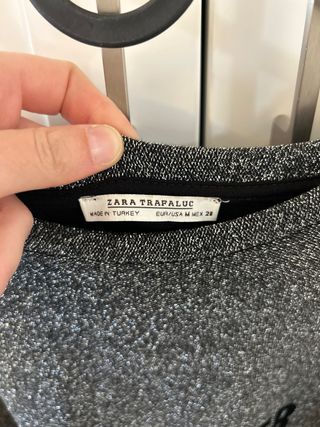 ZARA TRAFALUC
MADE IN TURKEY EUR/USA M MEX 28